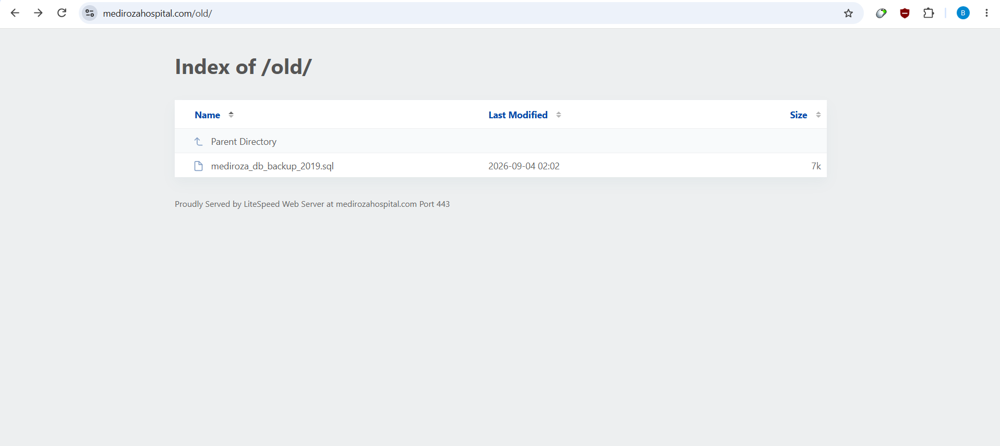 medirozahospital.com/old/
B
Index of /old/
Name Last Modified Size
Parent Directory
mediroza_db_backup_2019.sql 2026-09-04 02:02 7k
Proudly Served by LiteSpeed Web Server at medirozahospital.com Port 443